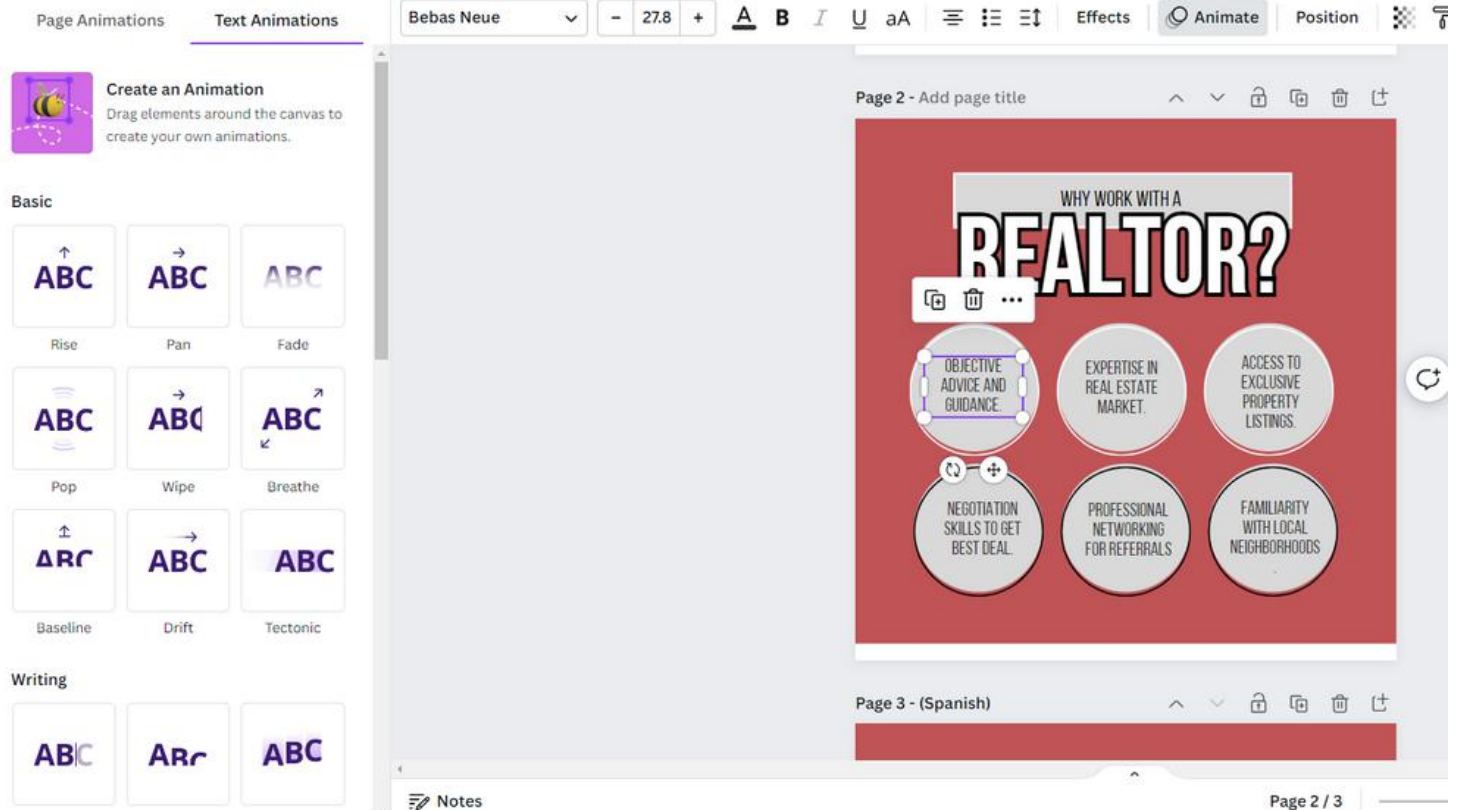 Page Animations
Text Animations
Create an Animation
Drag elements around the canvas to
create your own animations.
Basic
ABC
ABC
ABC
Rise
Pan
Fade
ABC
ABC
ABC
Pop
Wipe
Breathe
ABC
ABC
ABC
Baseline
Drift
Tectonic
Writing
ABC
ABC
ABC
Bebas Neue
– 27.8 +
A B I U aA
Effects
Animate
Position
Page 2 - Add page title
WHY WORK WITH A
REALTOR?
OBJECTIVE
ADVICE AND
GUIDANCE.
EXPERTISE IN
REAL ESTATE
MARKET.
ACCESS TO
EXCLUSIVE
PROPERTY
LISTINGS.
NEGOTIATION
SKILLS TO GET
BEST DEAL.
PROFESSIONAL
NETWORKING
FOR REFERRALS
FAMILIARITY
WITH LOCAL
NEIGHBORHOODS
.
Page 3 - (Spanish)
Notes
Page 2 / 3